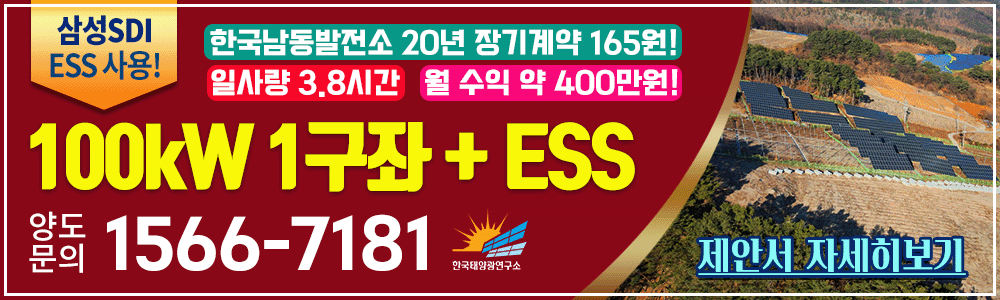 삼성SDI
ESS 사용!
한국남동발전소 20년 장기계약 165원!
일사량 3.8시간
월 수익 약 400만원!
100kW 1구좌 + ESS
양도
문의
1566-7181
한국태양광연구소
제안서 자세히보기